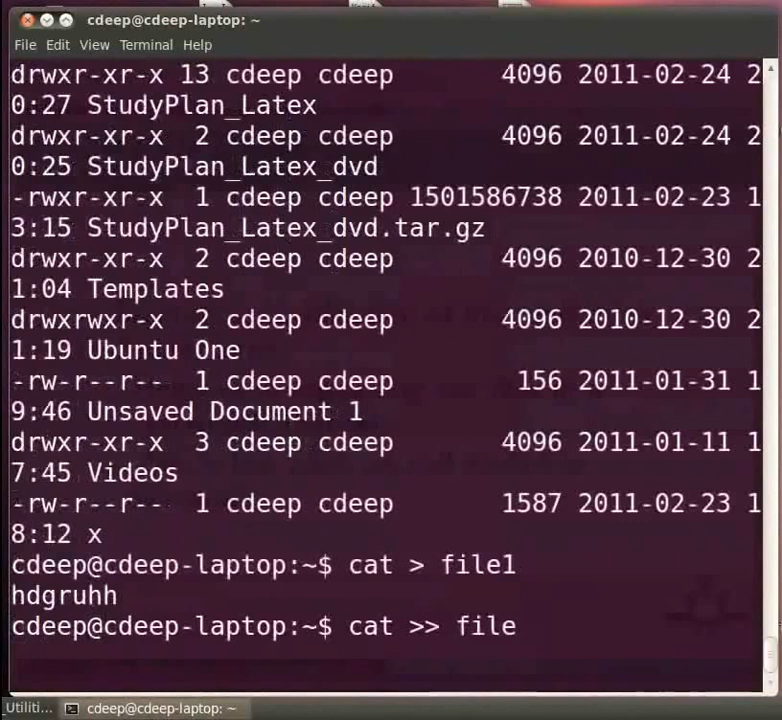 cdeep@cdeep-laptop: ~
File Edit View Terminal Help
drwxr-xr-x 13 cdeep cdeep       4096 2011-02-24 2
0:27 StudyPlan_Latex
drwxr-xr-x  2 cdeep cdeep       4096 2011-02-24 2
0:25 StudyPlan_Latex_dvd
-rwxr-xr-x  1 cdeep cdeep 1501586738 2011-02-23 1
3:15 StudyPlan_Latex_dvd.tar.gz
drwxr-xr-x  2 cdeep cdeep       4096 2010-12-30 2
1:04 Templates
drwxrwxr-x  2 cdeep cdeep       4096 2010-12-30 2
1:19 Ubuntu One
-rw-r--r--  1 cdeep cdeep        156 2011-01-31 1
9:46 Unsaved Document 1
drwxr-xr-x  3 cdeep cdeep       4096 2011-01-11 1
7:45 Videos
-rw-r--r--  1 cdeep cdeep       1587 2011-02-23 1
8:12 x
cdeep@cdeep-laptop:~$ cat > file1
hdgruhh
cdeep@cdeep-laptop:~$ cat >> file
Utiliti... cdeep@cdeep-laptop: ~